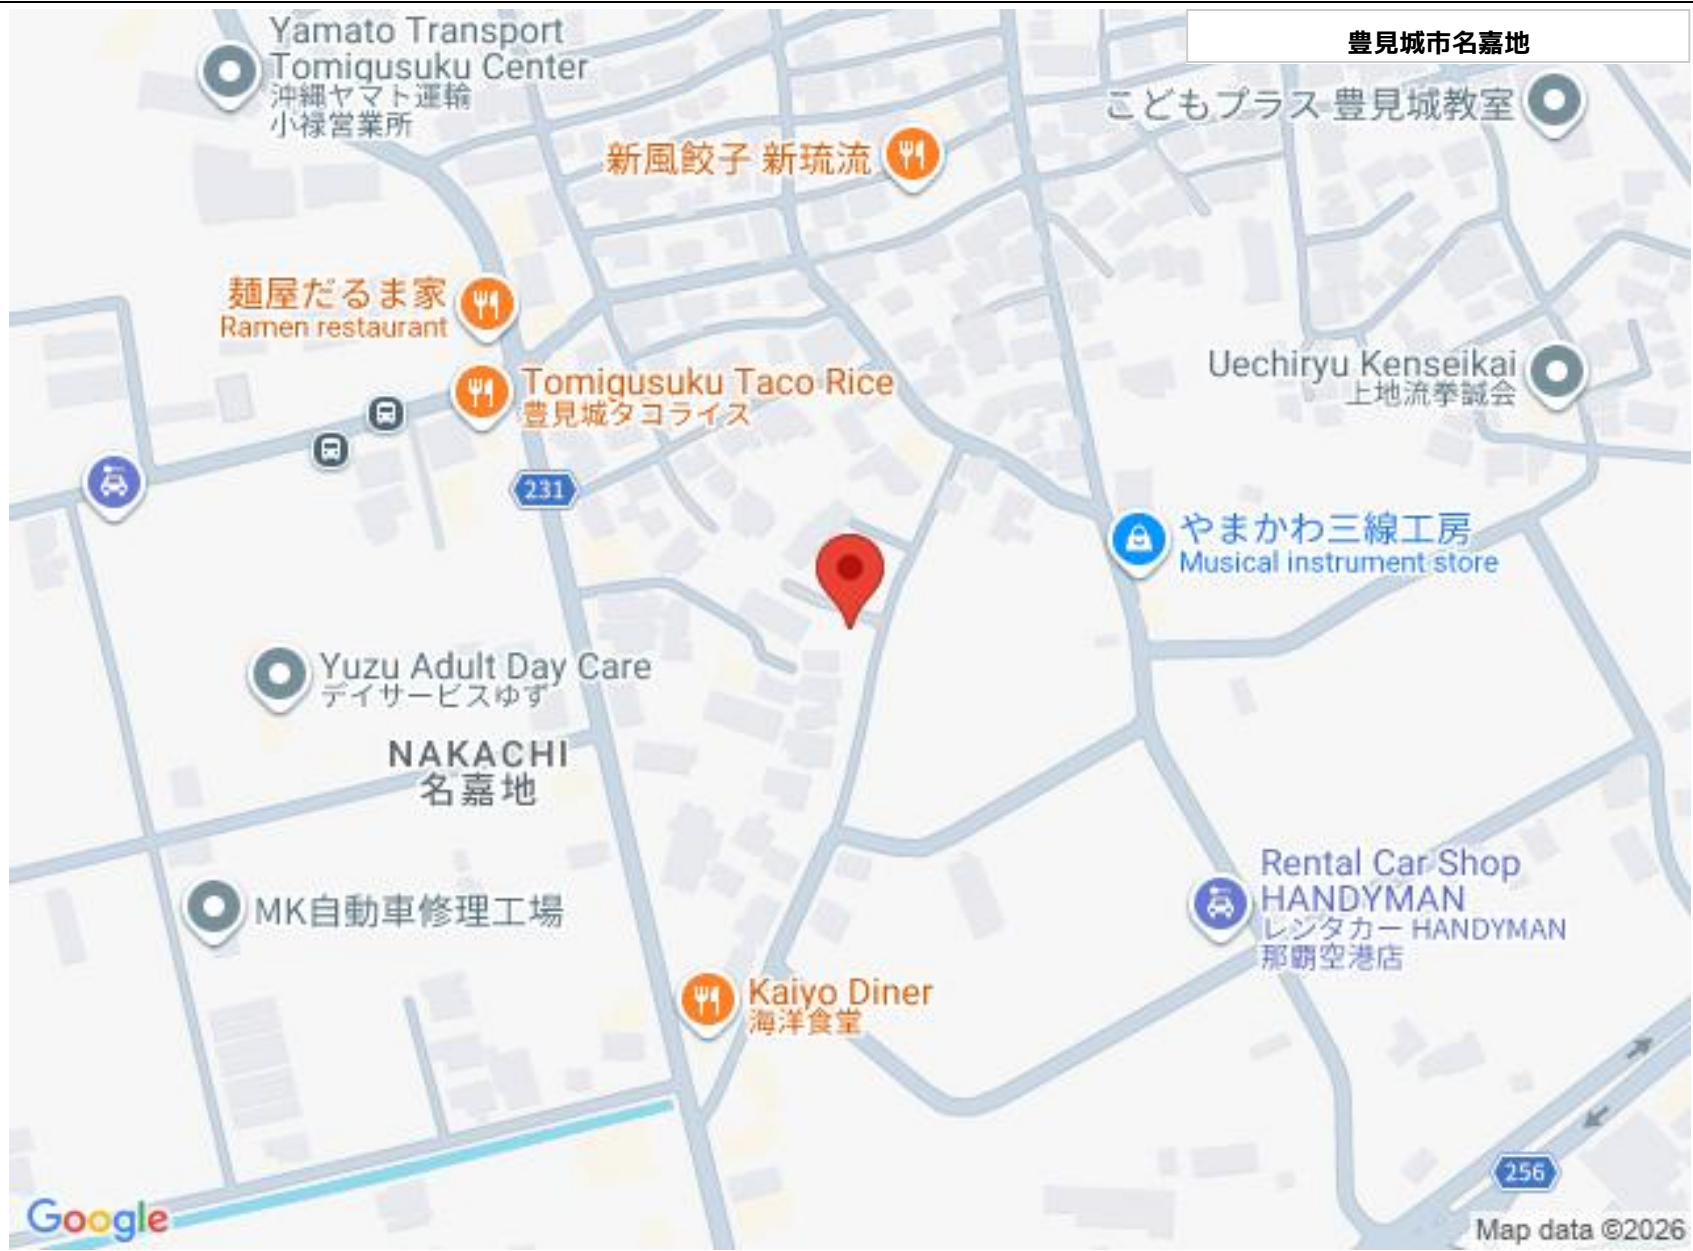 Yamato Transport
Tomigusuku Center
沖縄ヤマト運輸
小禄営業所
豊見城市名嘉地
こどもプラス 豊見城教室
新風餃子 新琉流
麺屋だるま家
Ramen restaurant
Tomigusuku Taco Rice
豊見城タコライス
Uechiryu Kenseikai
上地流拳誠会
231
やまかわ三線工房
Musical instrument store
Yuzu Adult Day Care
デイサービスゆず
NAKACHI
名嘉地
MK自動車修理工場
Rental Car Shop
HANDYMAN
レンタカー HANDYMAN
那覇空港店
Kaiyo Diner
海洋食堂
256
Google
Map data ©2026